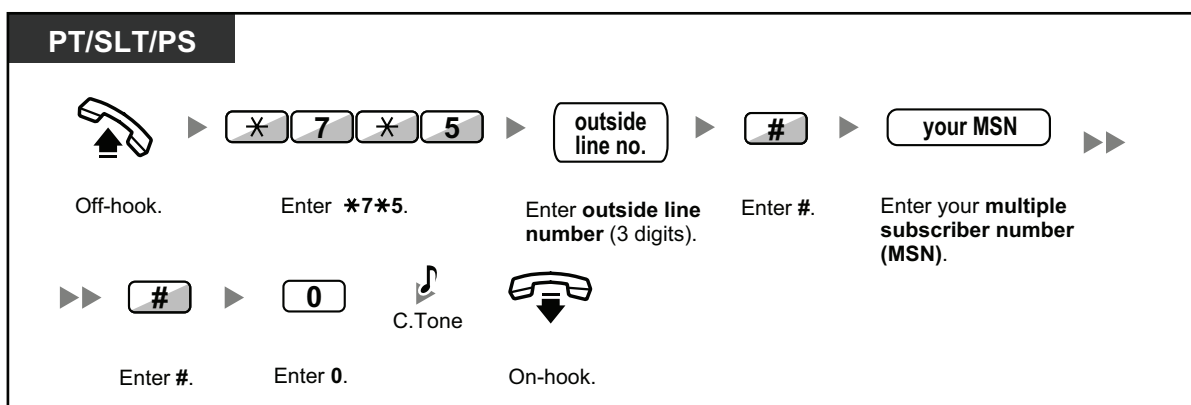 PT/SLT/PS
✳ 7 ✳ 5
outside
line no.
#
your MSN
Off-hook.
Enter ✳7✳5.
Enter outside line
number (3 digits).
Enter #.
Enter your multiple
subscriber number
(MSN).
#
0
C.Tone
Enter #.
Enter 0.
On-hook.